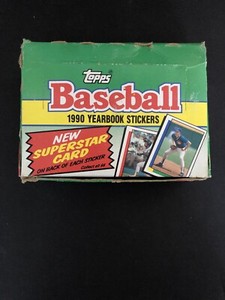 Topps
Baseball
1990 YEARBOOK STICKERS
NEW
SUPERSTAR
CARD
ON BACK OF EACH STICKER